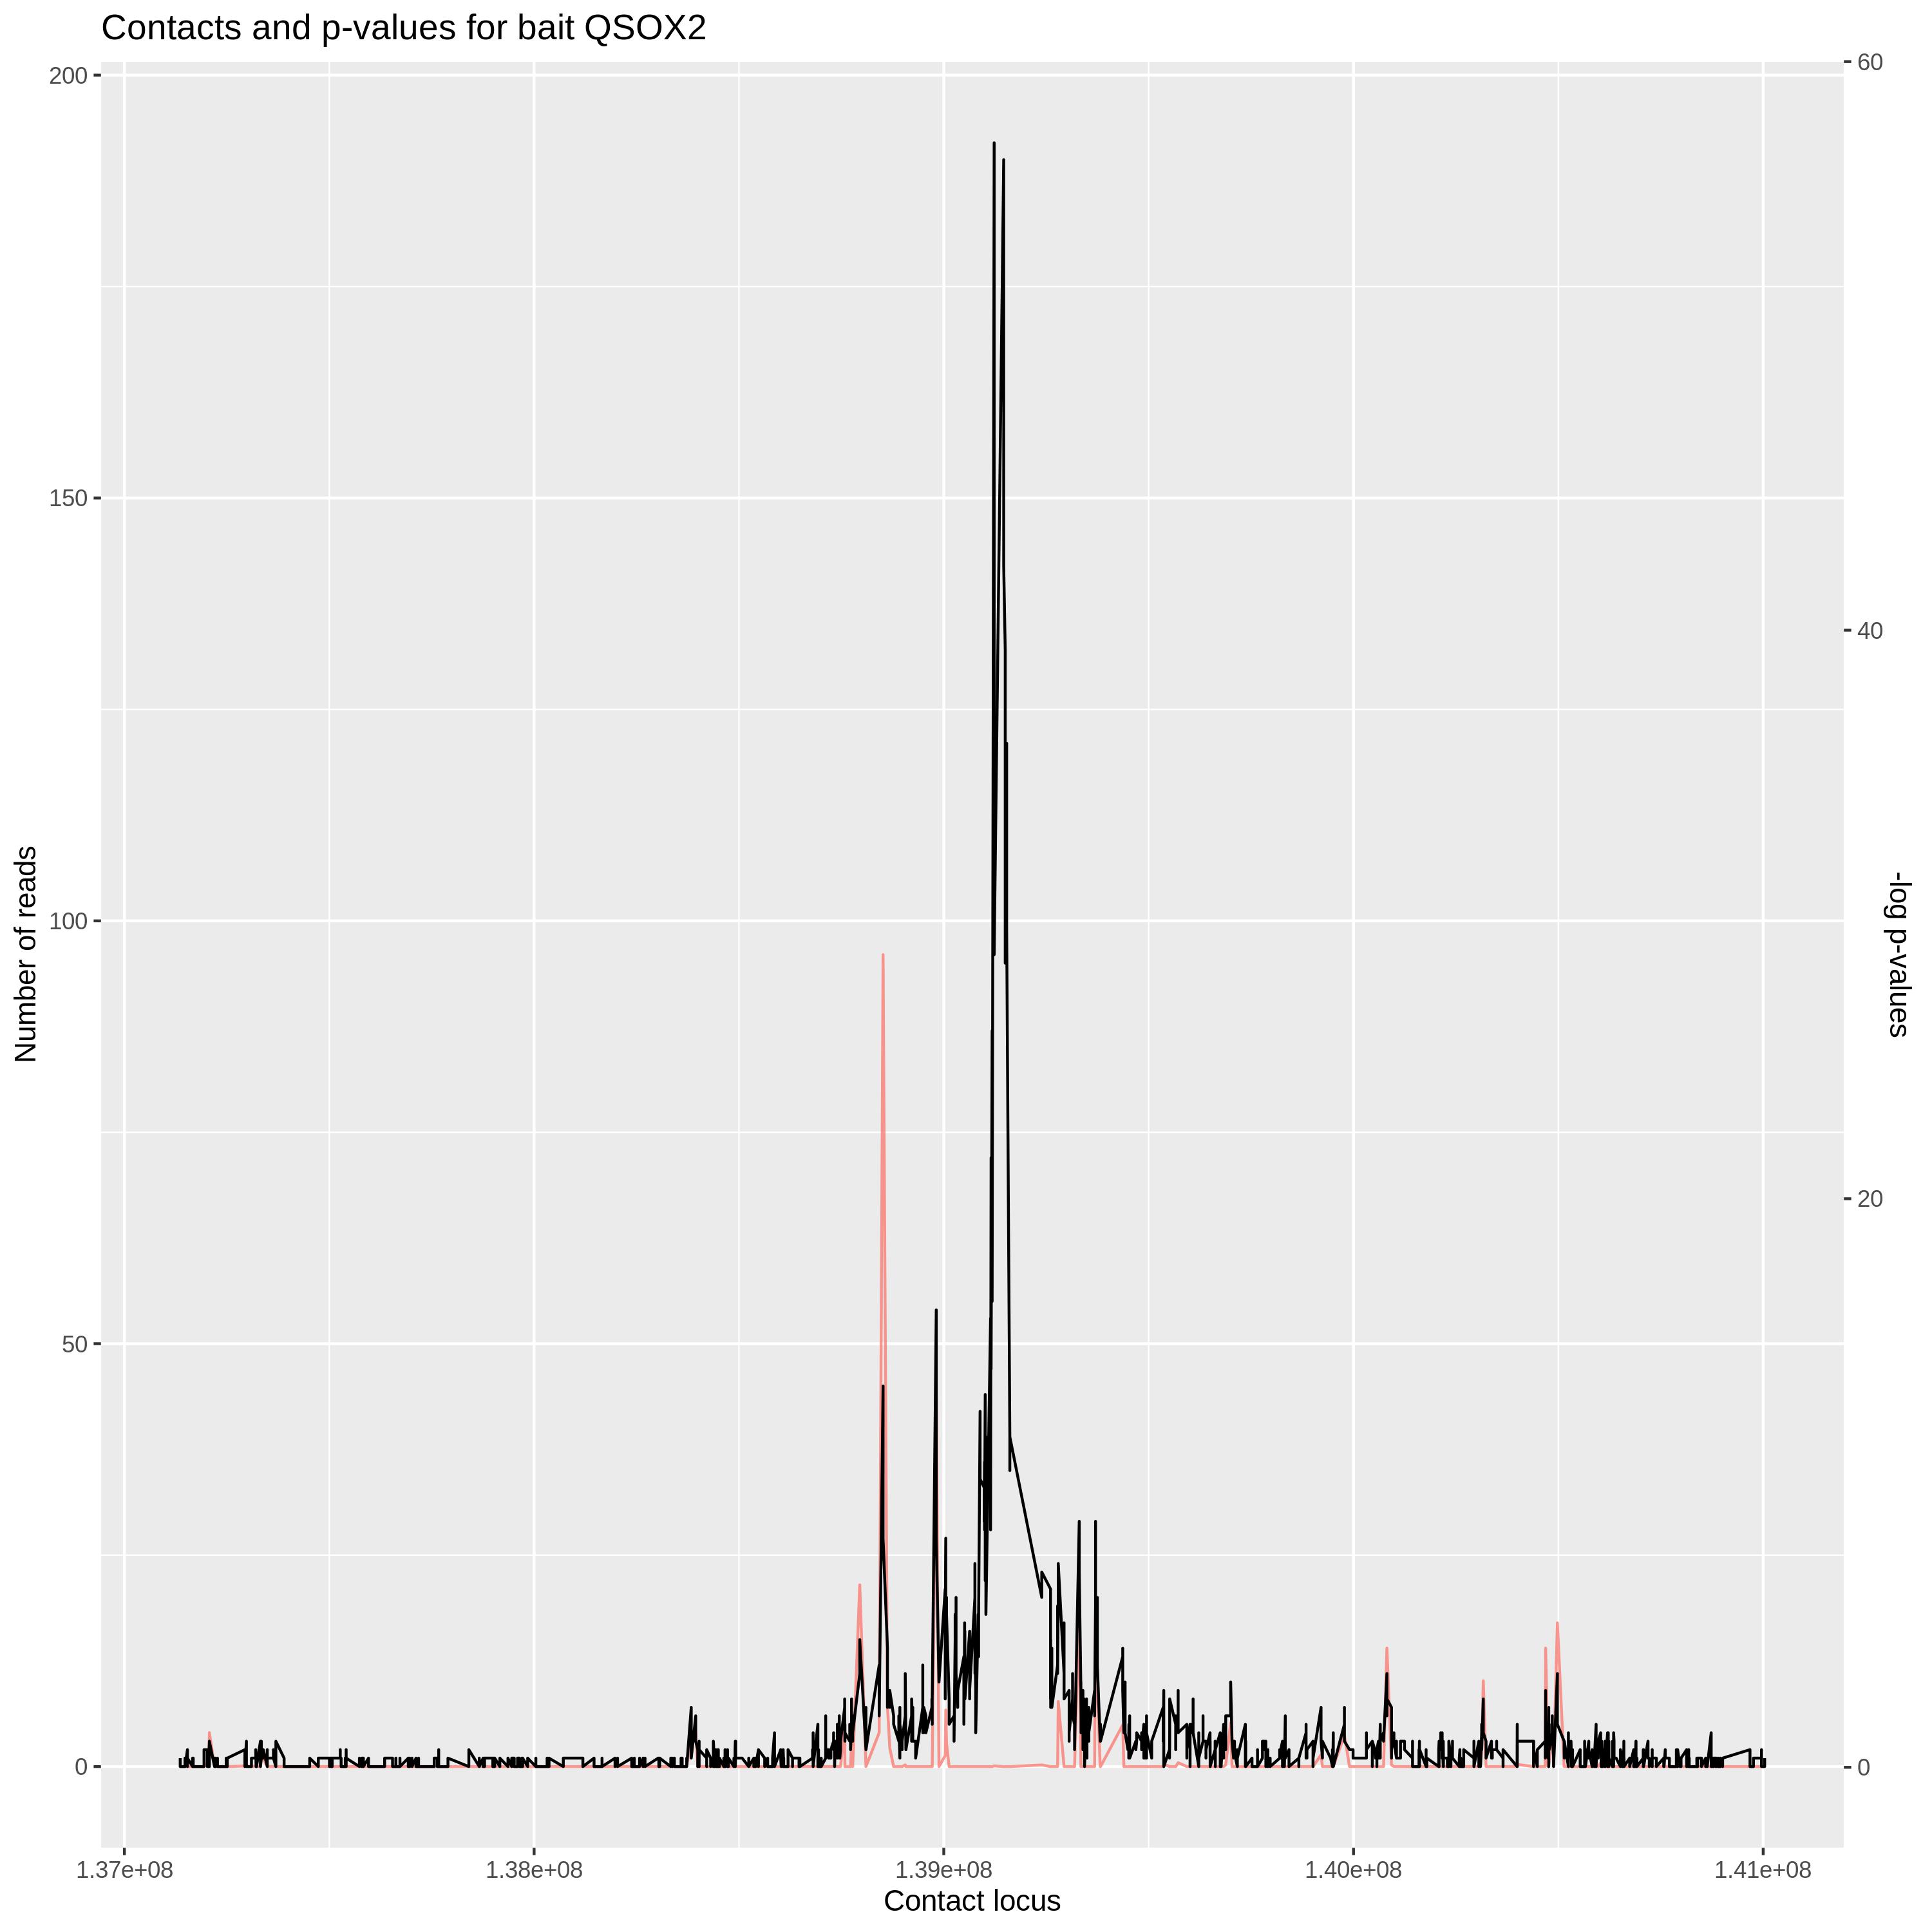 Contacts and p-values for bait QSOX2
200
150
100
50
0
Number of reads
60
40
20
0
-log p-values
1.37e+08 1.38e+08 1.39e+08 1.40e+08 1.41e+08
Contact locus